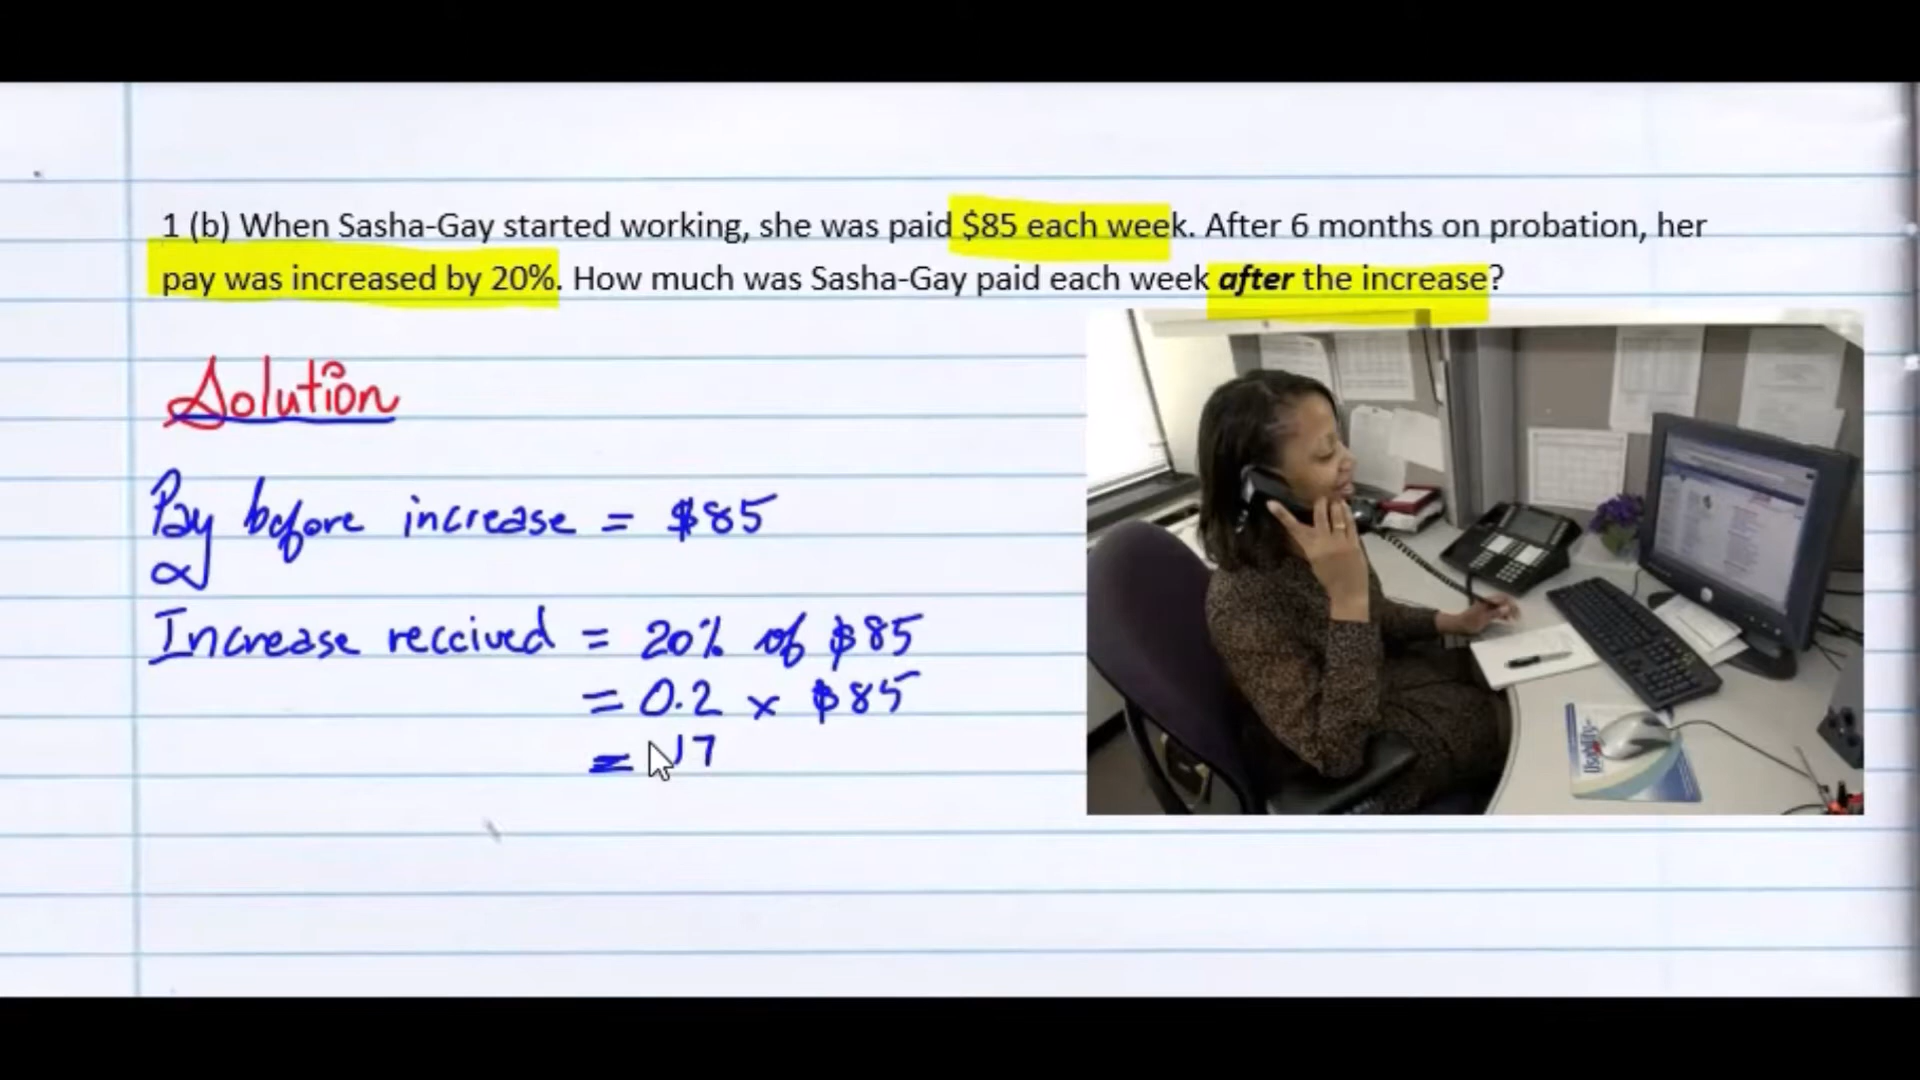 1 (b) When Sasha-Gay started working, she was paid $85 each week. After 6 months on probation, her
pay was increased by 20%. How much was Sasha-Gay paid each week after the increase?
Solution
Pay before increase = $85
Increase received = 20% of $85
= 0.2 x $85
= 17